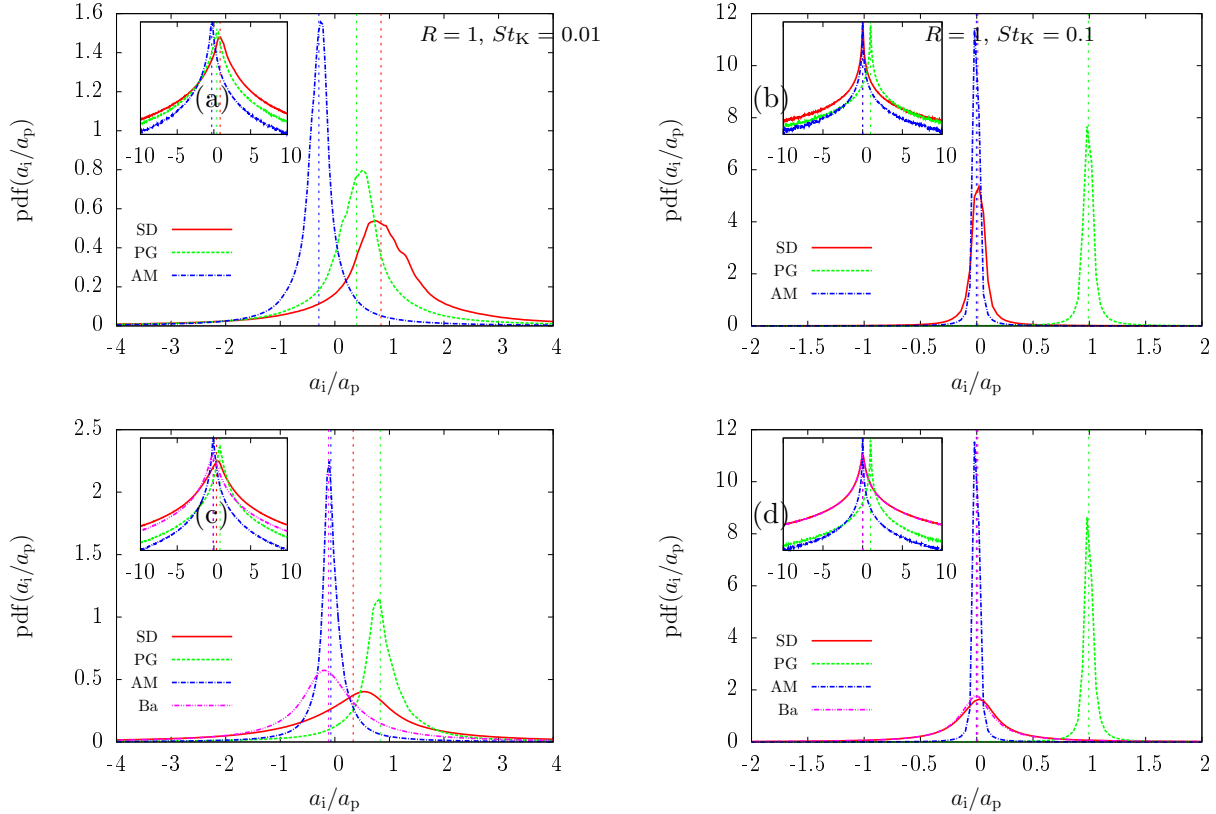 R = 1, St_K = 0.01
(a)
pdf(a_i/a_p)
1.6
1.4
1.2
1
0.8
0.6
0.4
0.2
0
-10 -5 0 5 10
SD
PG
AM
-4 -3 -2 -1 0 1 2 3 4
a_i/a_p
R = 1, St_K = 0.1
(b)
pdf(a_i/a_p)
12
10
8
6
4
2
0
-10 -5 0 5 10
SD
PG
AM
-2 -1.5 -1 -0.5 0 0.5 1 1.5 2
a_i/a_p
(c)
pdf(a_i/a_p)
2.5
2
1.5
1
0.5
0
-10 -5 0 5 10
SD
PG
AM
Ba
-4 -3 -2 -1 0 1 2 3 4
a_i/a_p
(d)
pdf(a_i/a_p)
12
10
8
6
4
2
0
-10 -5 0 5 10
SD
PG
AM
Ba
-2 -1.5 -1 -0.5 0 0.5 1 1.5 2
a_i/a_p